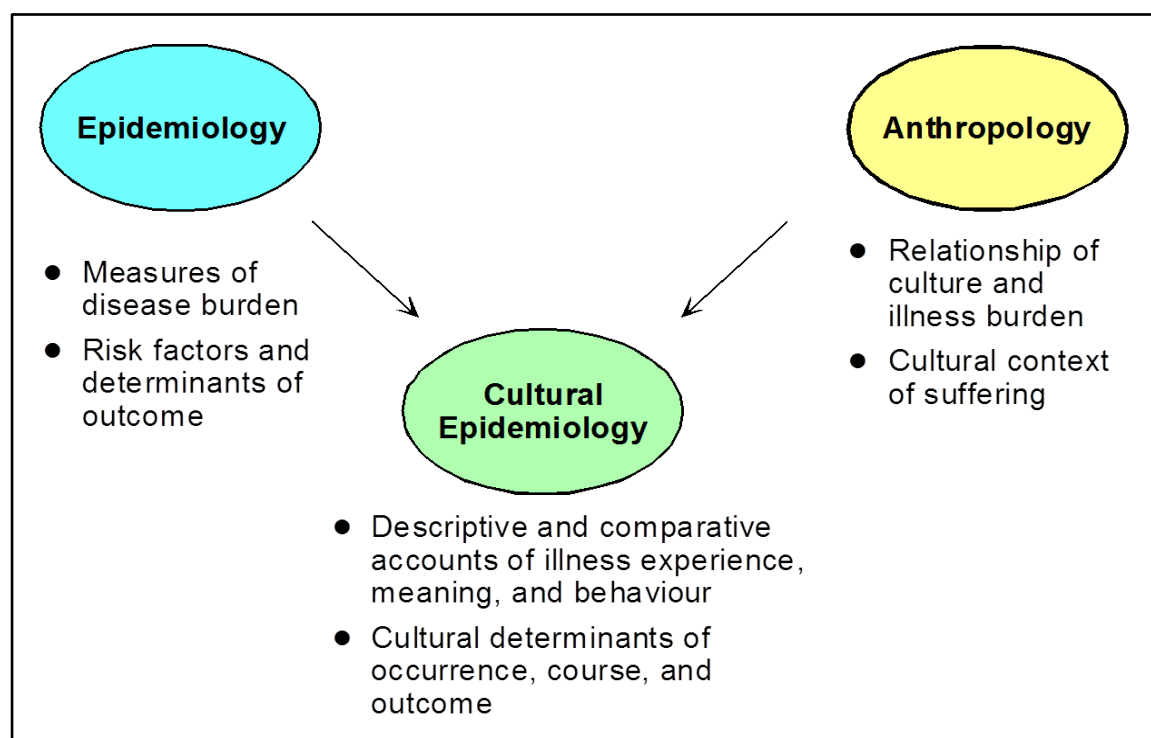 Epidemiology
● Measures of
disease burden
● Risk factors and
determinants of
outcome
Anthropology
● Relationship of
culture and
illness burden
● Cultural context
of suffering
Cultural
Epidemiology
● Descriptive and comparative
accounts of illness experience,
meaning, and behaviour
● Cultural determinants of
occurrence, course, and
outcome